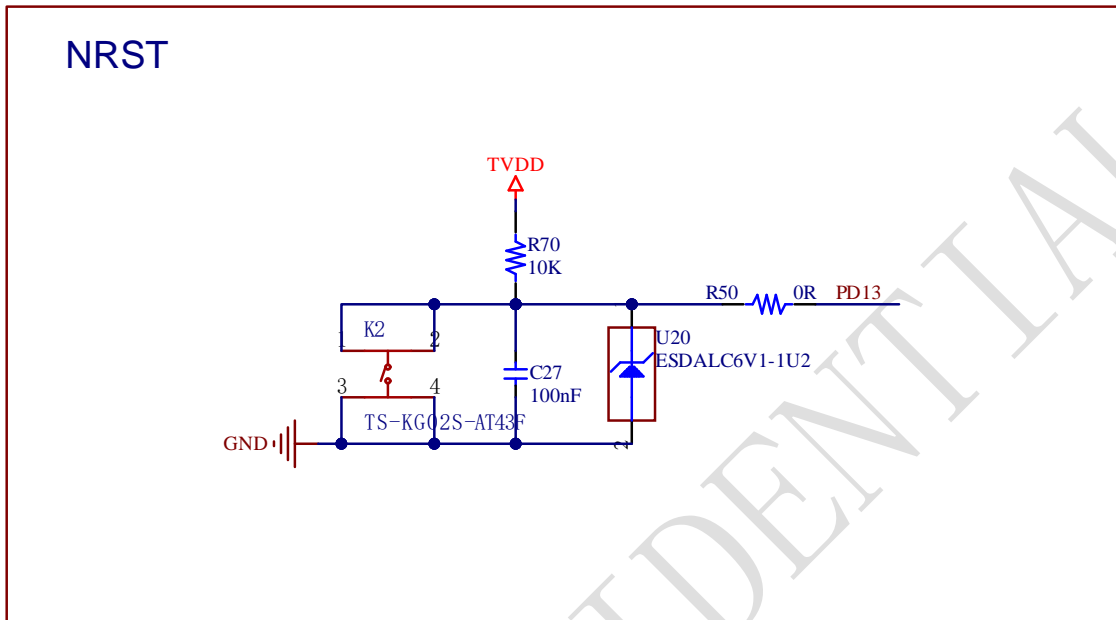 NRST
TVDD
R70
10K
R50 0R PD13
K2
1 2
U20
ESDALC6V1-1U2
C27
100nF
3 4
TS-KG02S-AT43F
GND
2
IDENTIAL